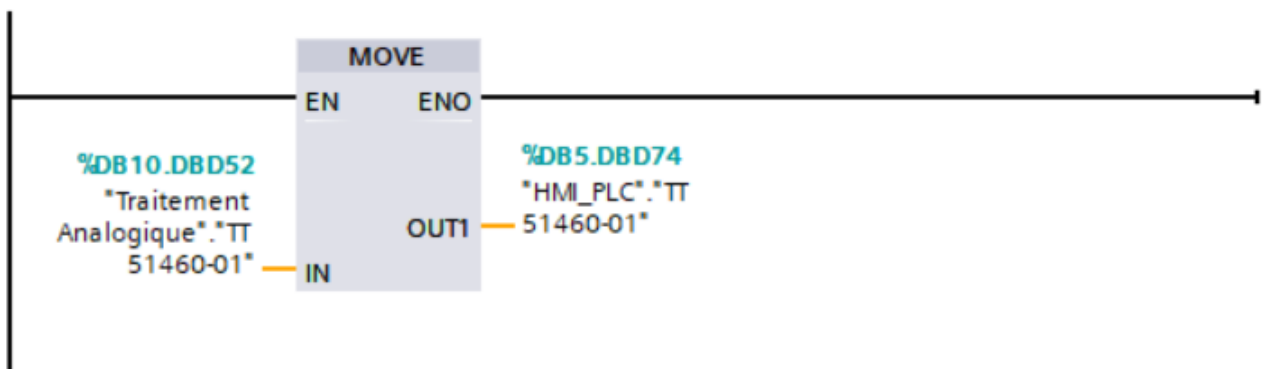 MOVE
EN ENO
%DB10.DBD52
"Traitement
Analogique"."TT
51460-01"
IN
%DB5.DBD74
"HMI_PLC"."TT
51460-01"
OUT1